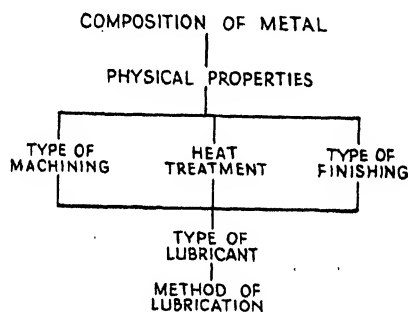 COMPOSITION OF METAL
PHYSICAL PROPERTIES
TYPE OF
MACHINING
HEAT
TREATMENT
TYPE OF
FINISHING
TYPE OF
LUBRICANT
METHOD OF
LUBRICATION